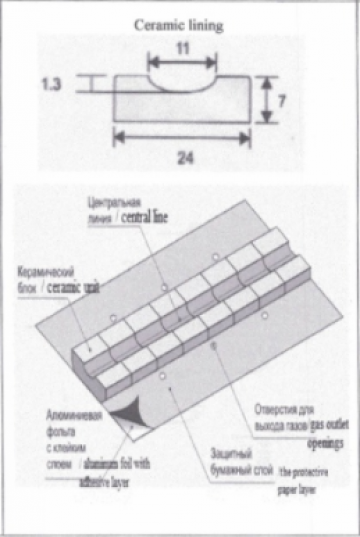 Ceramic lining
11
1.3
7
24
Центральная
линия / central line
Керамический
блок / ceramic unit
Алюминиевая
фольга
с клейким
слоем / aluminum foil with
adhesive layer
Отверстия для
выхода газов/gas outlet
openings
Защитный
бумажный слой /the protective
paper layer